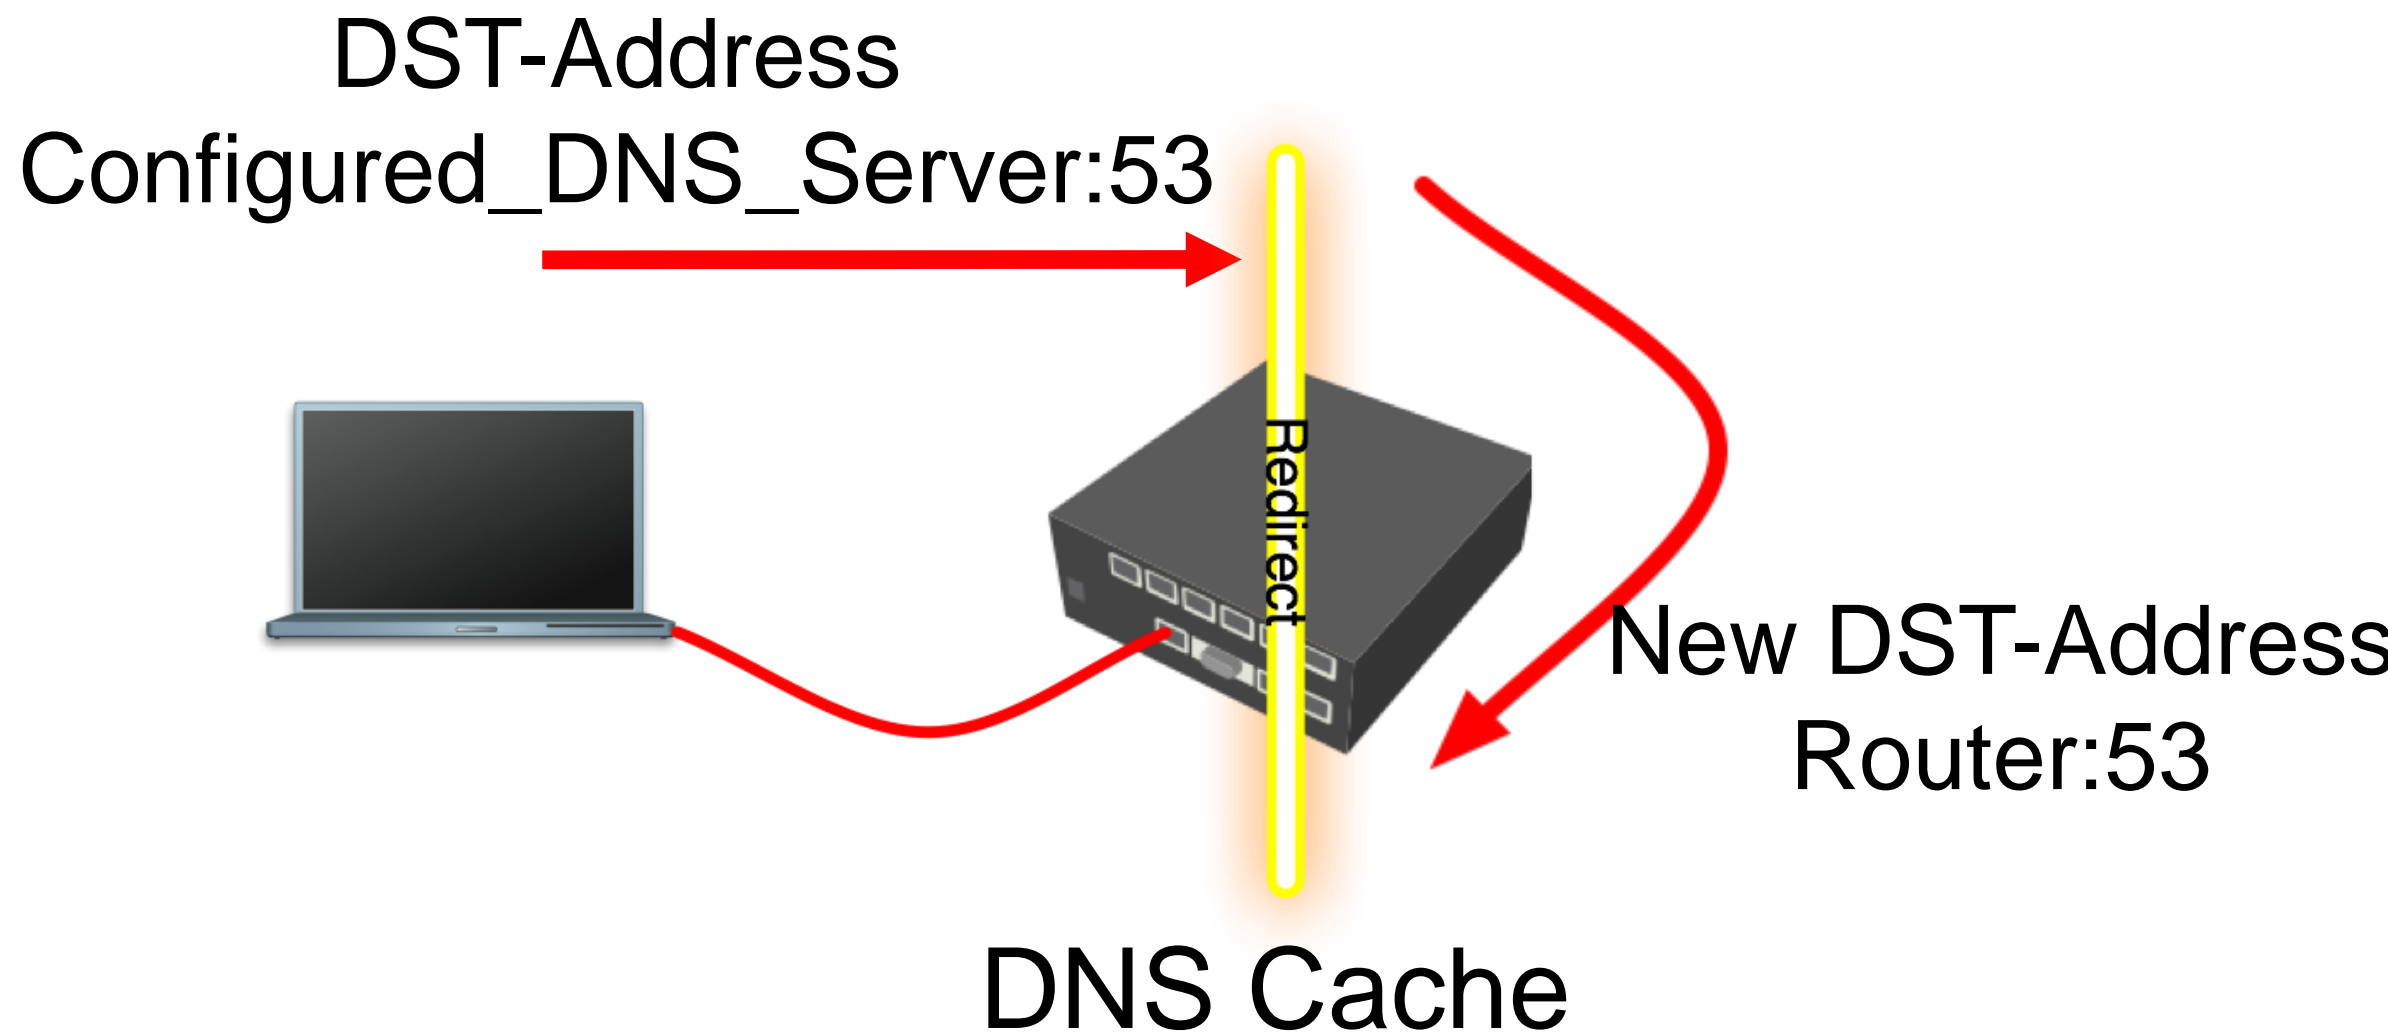 DST-Address
Configured_DNS_Server:53
Redirect
New DST-Address
Router:53
DNS Cache